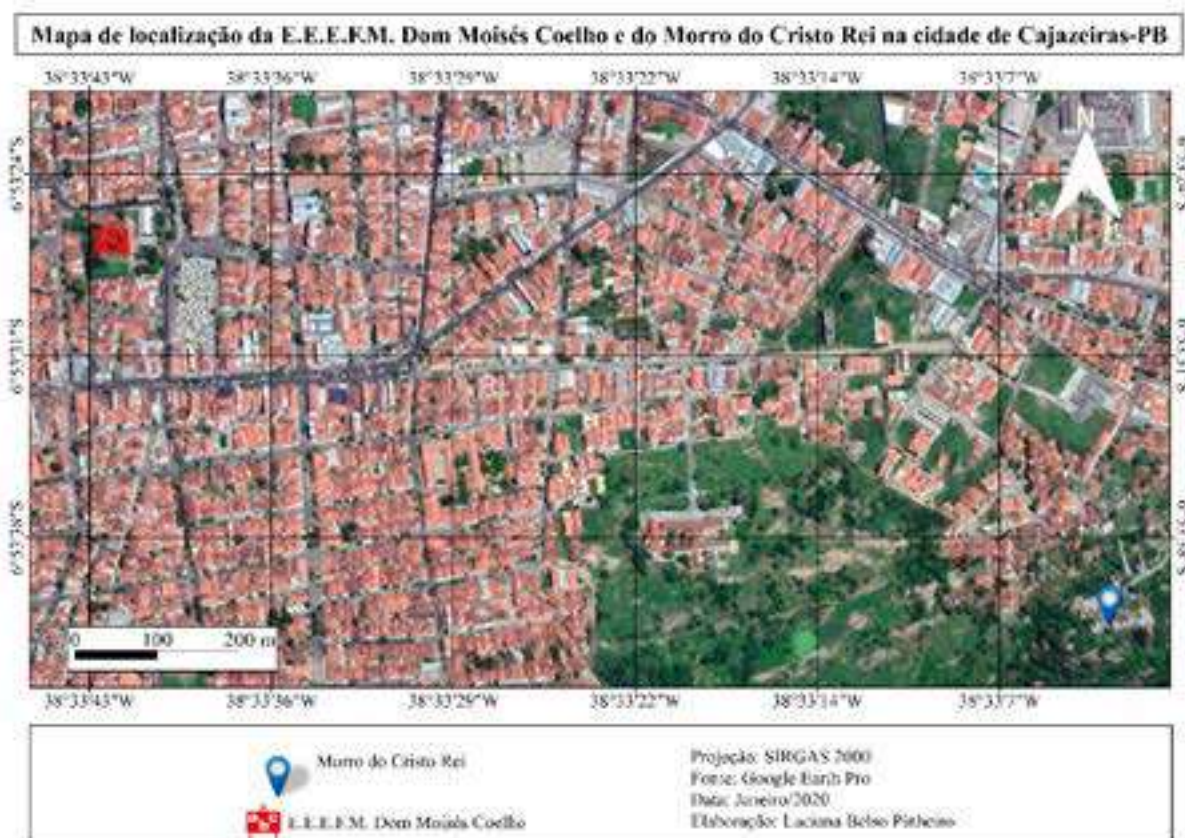 Mapa de localização da E.E.E.F.M. Dom Moisés Coelho e do Morro do Cristo Rei na cidade de Cajazeiras-PB
38°33'43"W 38°33'36"W 38°33'29"W 38°33'22"W 38°33'14"W 38°33'7"W
N
0 100 200 m
38°33'43"W 38°33'36"W 38°33'29"W 38°33'22"W 38°33'14"W 38°33'7"W
Morro do Cristo Rei
E.E.E.F.M. Dom Moisés Coelho
Projeção: SIRGAS 2000
Fonte: Google Earth Pro
Data: Janeiro/2020
Elaboração: Pinheiro